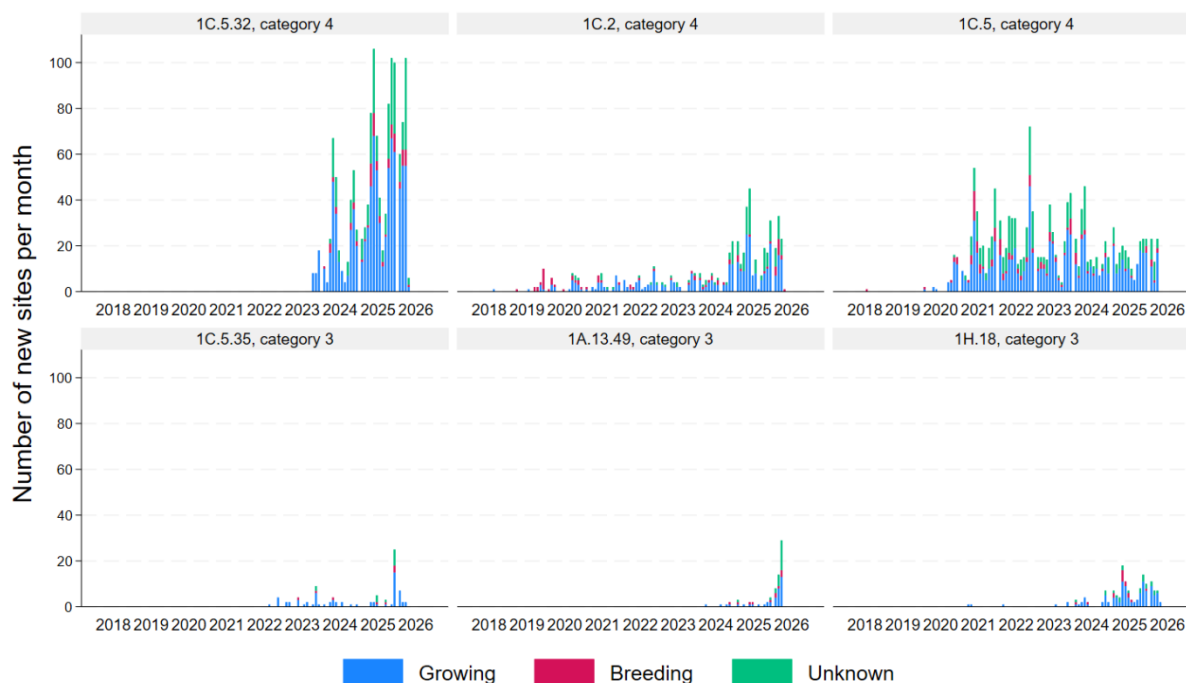 1C.5.32, category 4 1C.2, category 4 1C.5, category 4
Number of new sites per month
100
80
60
40
20
0
2018 2019 2020 2021 2022 2023 2024 2025 2026 2018 2019 2020 2021 2022 2023 2024 2025 2026 2018 2019 2020 2021 2022 2023 2024 2025 2026
1C.5.35, category 3 1A.13.49, category 3 1H.18, category 3
100
80
60
40
20
0
2018 2019 2020 2021 2022 2023 2024 2025 2026 2018 2019 2020 2021 2022 2023 2024 2025 2026 2018 2019 2020 2021 2022 2023 2024 2025 2026
Growing Breeding Unknown